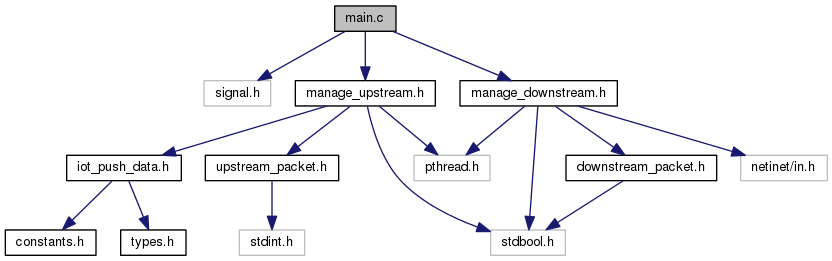 main.c
signal.h
manage_upstream.h
manage_downstream.h
iot_push_data.h
upstream_packet.h
pthread.h
downstream_packet.h
netinet/in.h
constants.h
types.h
stdint.h
stdbool.h